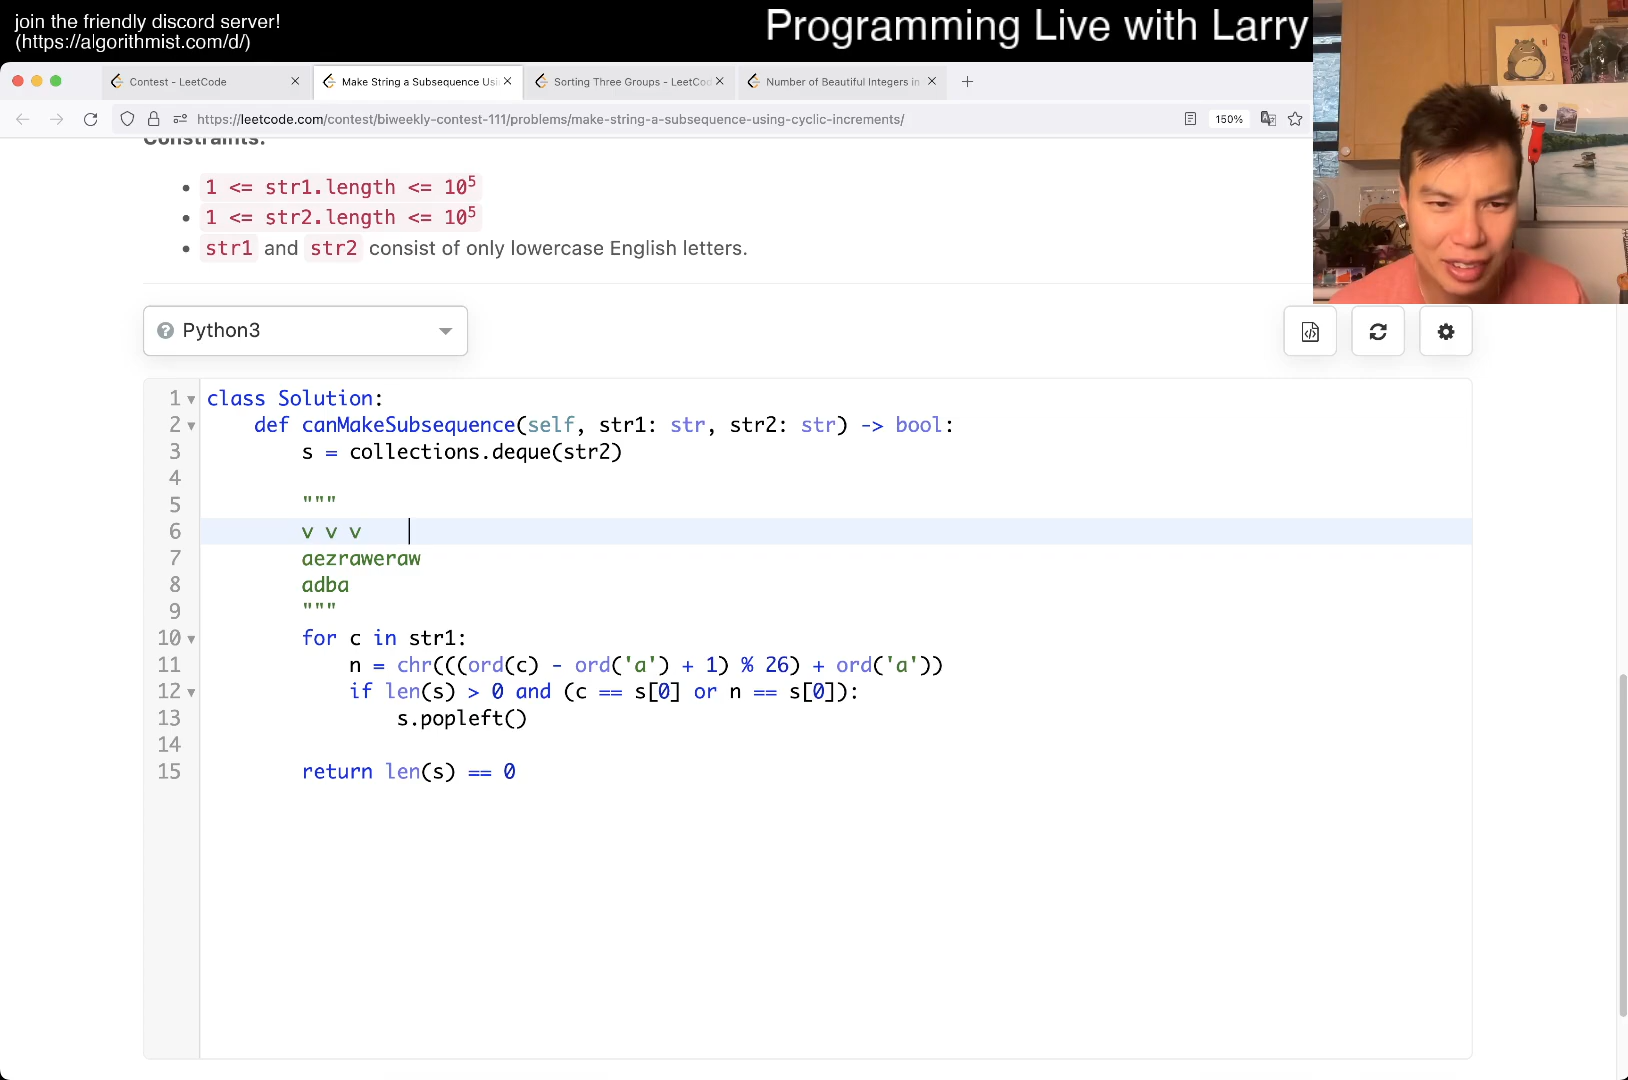 join the friendly discord server!
(https://algorithmist.com/d/)
Programming Live with Larry
Contest - LeetCode
Make String a Subsequence Usi
Sorting Three Groups - LeetCod
Number of Beautiful Integers in
https://leetcode.com/contest/biweekly-contest-111/problems/make-string-a-subsequence-using-cyclic-increments/
150%
Constraints:
1 <= str1.length <= 10⁵
1 <= str2.length <= 10⁵
str1 and str2 consist of only lowercase English letters.
Python3
1 class Solution:
2 def canMakeSubsequence(self, str1: str, str2: str) -> bool:
3 s = collections.deque(str2)
4
5 """
6 v v v
7 aezraweraw
8 adba
9 """
10 for c in str1:
11 n = chr(((ord(c) - ord('a') + 1) % 26) + ord('a'))
12 if len(s) > 0 and (c == s[0] or n == s[0]):
13 s.popleft()
14
15 return len(s) == 0